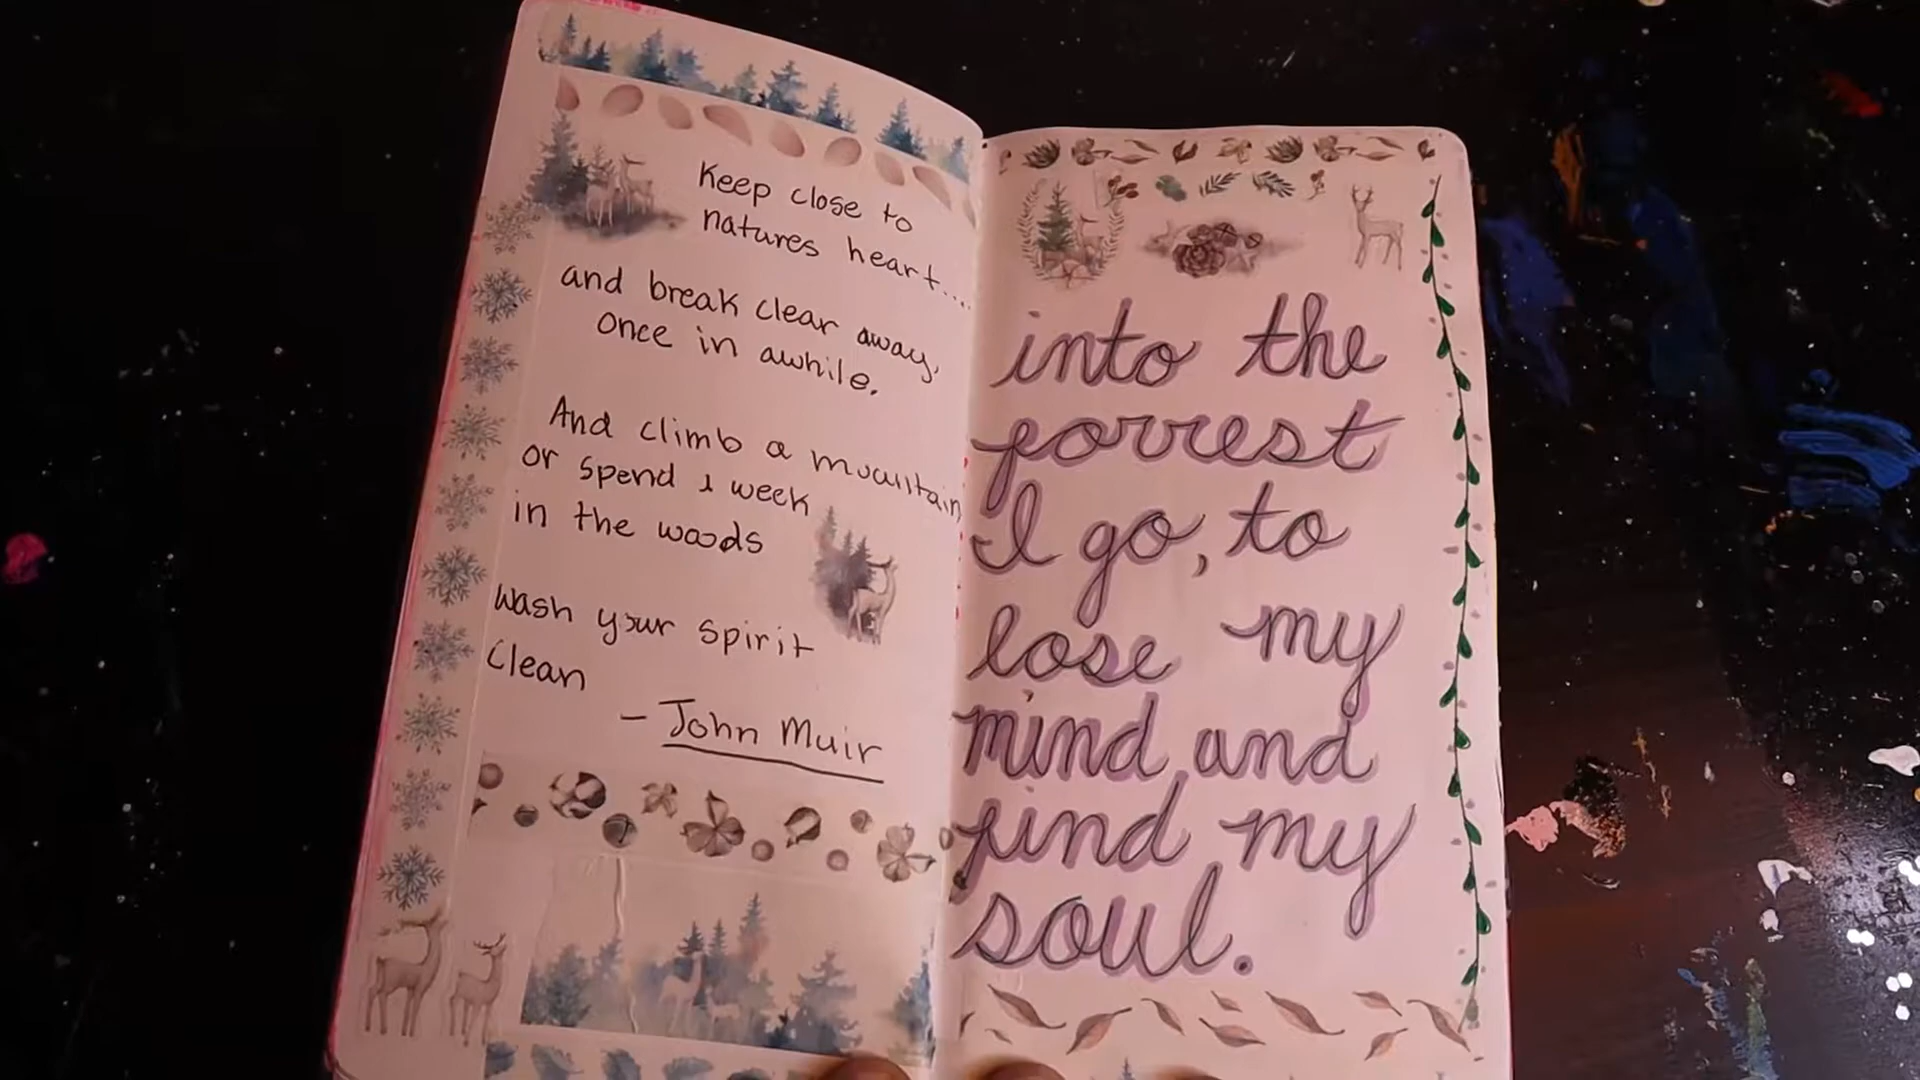 Keep close to
natures heart....
and break clear away,
once in awhile.
And climb a mountain
or spend 1 week
in the woods
wash your spirit
Clean
- John Muir
into the
forrest
I go, to
lose my
mind and
find my
soul.